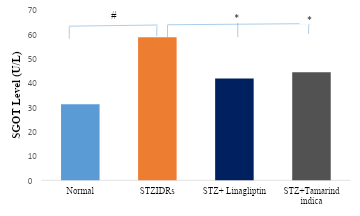 70
60
50
40
30
20
10
0
SGOT Level (U/L)
#
*
*
Normal
STZIDRs
STZ+ Linagliptin
STZ+Tamarind
indica